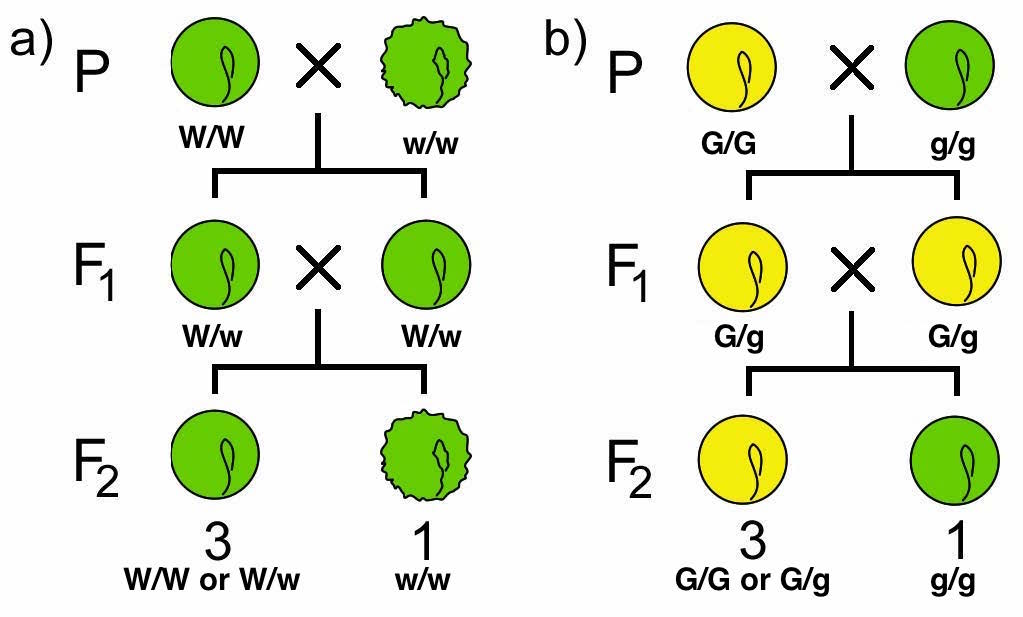 a)
P
W/W
w/w
F1
W/w
W/w
F2
3
1
W/W or W/w
w/w
b)
P
G/G
g/g
F1
G/g
G/g
F2
3
1
G/G or G/g
g/g